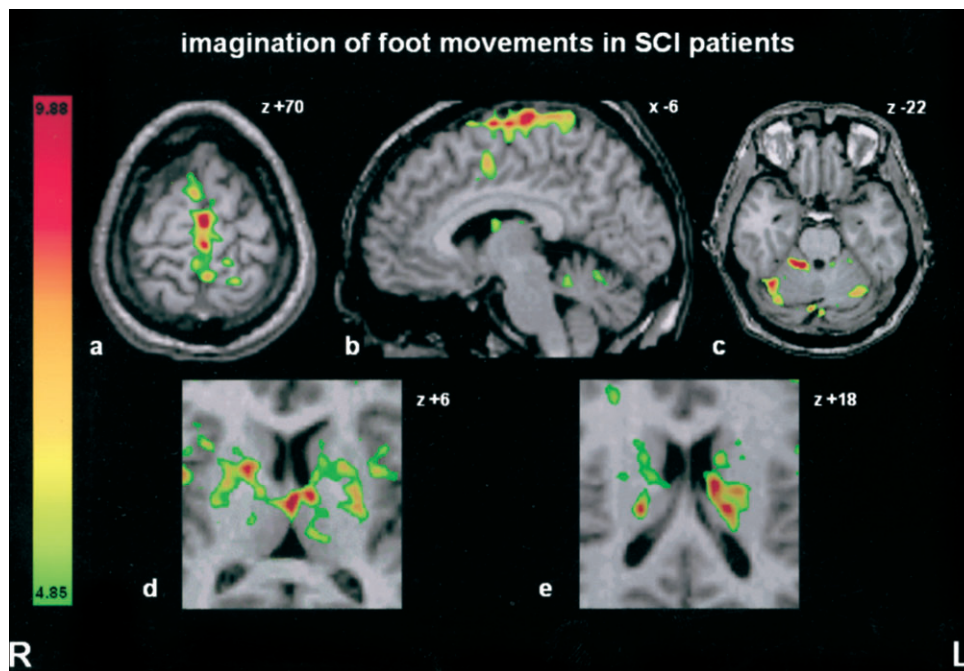 imagination of foot movements in SCI patients
9.88
z +70
x -6
z -22
a
b
c
z +6
z +18
4.85
d
e
R
L